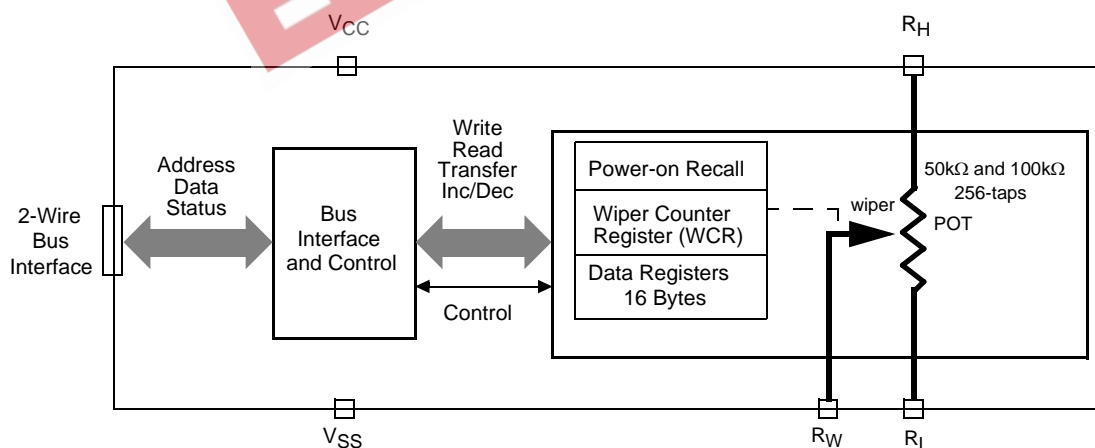 VCC
RH
Address
Data
Status
2-Wire
Bus
Interface
Bus
Interface
and Control
Write
Read
Transfer
Inc/Dec
Control
Power-on Recall
Wiper Counter
Register (WCR)
Data Registers
16 Bytes
wiper
50kΩ and 100kΩ
256-taps
POT
VSS
RW